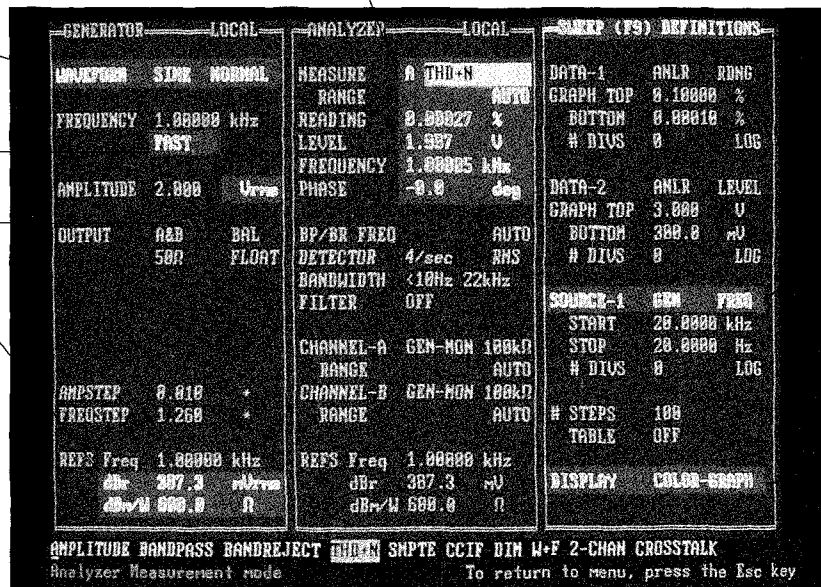 GENERATOR LOCAL
WAVEFORM SINE NORMAL
FREQUENCY 1.00000 kHz
FAST
AMPLITUDE 2.000 Vrms
OUTPUT A&B BAL
50Ω FLOAT
AMPSTEP 0.010 +
FREQSTEP 1.260 *
REFS Freq 1.00000 kHz
dBr 387.3 mVrms
dBm/W 600.0 Ω
ANALYZER LOCAL
MEASURE A THD+N
RANGE AUTO
READING 0.00027 %
LEVEL 1.987 V
FREQUENCY 1.00005 kHz
PHASE -0.0 deg
BP/BR FREQ AUTO
DETECTOR 4/sec RMS
BANDWIDTH <10Hz 22kHz
FILTER OFF
CHANNEL-A GEN-MON 100kΩ
RANGE AUTO
CHANNEL-B GEN-MON 100kΩ
RANGE AUTO
REFS Freq 1.00000 kHz
dBr 387.3 mV
dBm/W 600.0 Ω
SWEEP (F9) DEFINITIONS
DATA-1 ANLR RDNG
GRAPH TOP 0.10000 %
BOTTOM 0.00010 %
# DIVS 0 LOG
DATA-2 ANLR LEVEL
GRAPH TOP 3.000 V
BOTTOM 300.0 mV
# DIVS 0 LOG
SOURCE-1 GEN FREQ
START 20.0000 kHz
STOP 20.0000 Hz
# DIVS 0 LOG
# STEPS 100
TABLE OFF
DISPLAY COLOR-GRAPH
AMPLITUDE BANDPASS BANDREJECT THD+N SMPTE CCIF DIM W+F 2-CHAN CROSSTALK
Analyzer Measurement mode To return to menu, press the Esc key